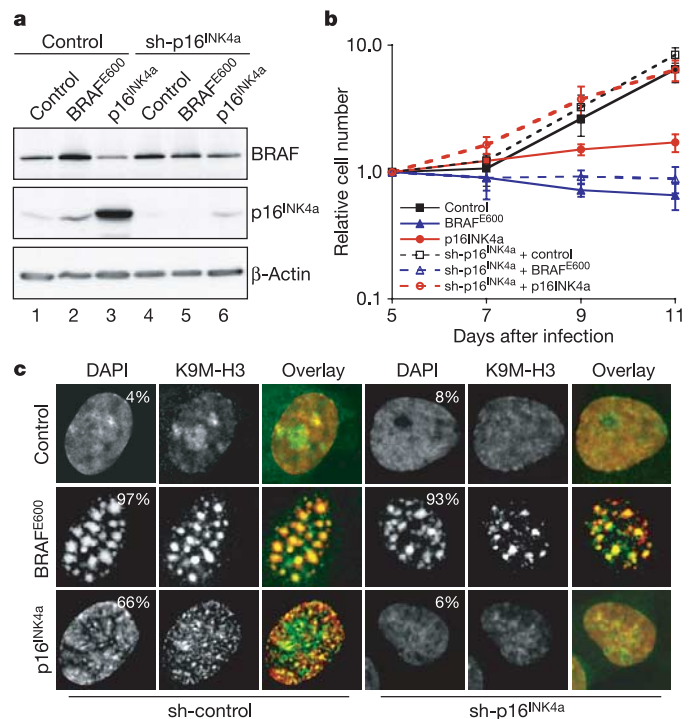 a
Control sh-p16INK4a
Control BRAFE600 p16INK4a Control BRAFE600 p16INK4a
BRAF
p16INK4a
β-Actin
1 2 3 4 5 6
b
Relative cell number
10.0
1.0
0.1
Control
BRAFE600
p16INK4a
sh-p16INK4a + control
sh-p16INK4a + BRAFE600
sh-p16INK4a + p16INK4a
5 7 9 11
Days after infection
c
DAPI K9M-H3 Overlay DAPI K9M-H3 Overlay
Control 4% 8%
BRAFE600 97% 93%
p16INK4a 66% 6%
sh-control sh-p16INK4a